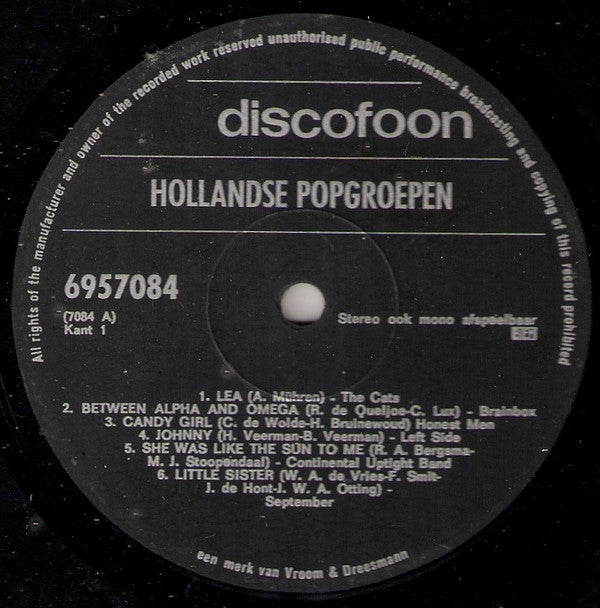 All rights of the manufacturer and owner of the recorded work reserved unauthorised public performance broadcasting and copying of this record prohibited
discofoon
HOLLANDSE POPGROEPEN
6957084
(7084 A)
Kant 1
Stereo ook mono afspeelbaar
BIEM
1. LEA (A. Mühren) - The Cats
2. BETWEEN ALPHA AND OMEGA (R. de Queljoe-C. Lux) - Brainbox
3. CANDY GIRL (C. de Wolde-H. Bruinewoud) Honest Men
4. JOHNNY (H. Veerman-B. Veerman) - Left Side
5. SHE WAS LIKE THE SUN TO ME (R. A. Bergsma-
M. J. Stoopendaal) - Continental Uptight Band
6. LITTLE SISTER (W. A. de Vries-F. Smit-
J. de Hont-J. W. A. Otting) -
September
een merk van Vroom & Dreesmann